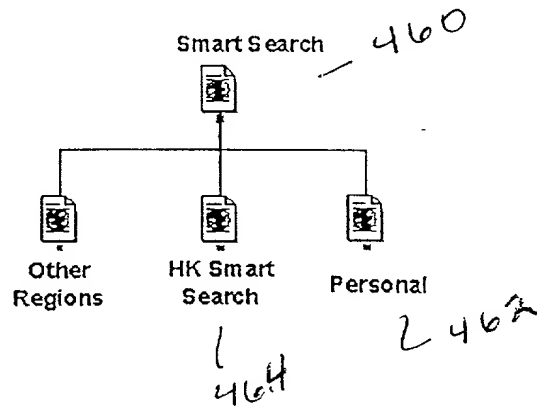 Smart Search
460
Other
Regions
HK Smart
Search
Personal
462
464